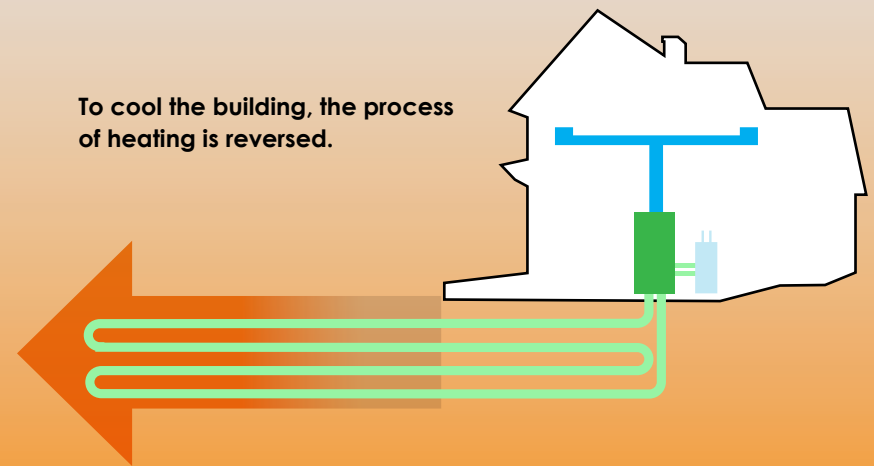 To cool the building, the process
of heating is reversed.